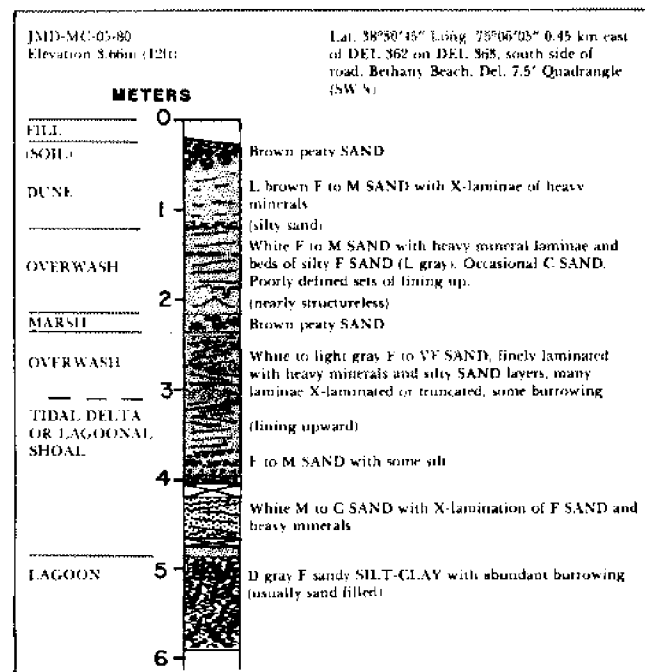 JMD-MC-05-80
Elevation 3.66m (12ft)
Lat. 38°30'45" Long. 75°06'05" 0.45 km east
of DEL 362 on DEL 363, south side of
road. Bethany Beach, Del. 7.5' Quadrangle
(SW ¼)
METERS
0
FILL
(SOIL)
Brown peaty SAND
DUNE
L brown F to M SAND with X-laminae of heavy
minerals
1
(silty sand)
White F to M SAND with heavy mineral laminae and
beds of silty F SAND (L gray). Occasional C SAND.
OVERWASH
Poorly defined sets of fining up.
2
(nearly structureless)
MARSH
Brown peaty SAND
White to light gray F to VF SAND, finely laminated
OVERWASH
with heavy minerals and silty SAND layers, many
3
laminae X-laminated or truncated, some burrowing
TIDAL DELTA
OR LAGOONAL
SHOAL
(fining upward)
F to M SAND with some silt
4
White M to C SAND with X-lamination of F SAND and
heavy minerals
LAGOON
5
D gray F sandy SILT-CLAY with abundant burrowing
(usually sand filled)
6